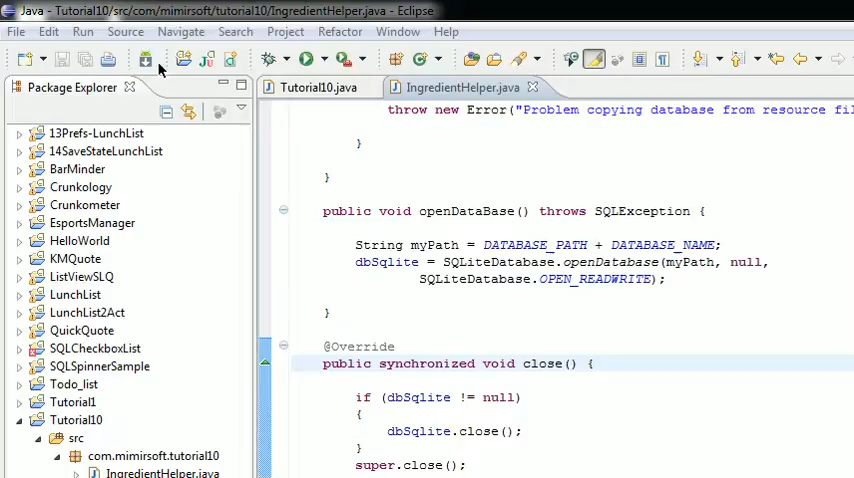 Java - Tutorial10/src/com/mimirsoft/tutorial10/IngredientHelper.java - Eclipse
File Edit Run Source Navigate Search Project Refactor Window Help
Package Explorer
Tutorial10.java IngredientHelper.java
13Prefs-LunchList
14SaveStateLunchList
BarMinder
Crunkology
Crunkometer
EsportsManager
HelloWorld
KMQuote
ListViewSLQ
LunchList
LunchList2Act
QuickQuote
SQLCheckboxList
SQLSpinnerSample
Todo_list
Tutorial1
Tutorial10
src
com.mimirsoft.tutorial10
IngredientHelper.java
throw new Error("Problem copying database from resource fil
}
}
public void openDataBase() throws SQLException {
String myPath = DATABASE_PATH + DATABASE_NAME;
dbSqlite = SQLiteDatabase.openDatabase(myPath, null,
SQLiteDatabase.OPEN_READWRITE);
}
@Override
public synchronized void close() {
if (dbSqlite != null)
{
dbSqlite.close();
}
super.close();